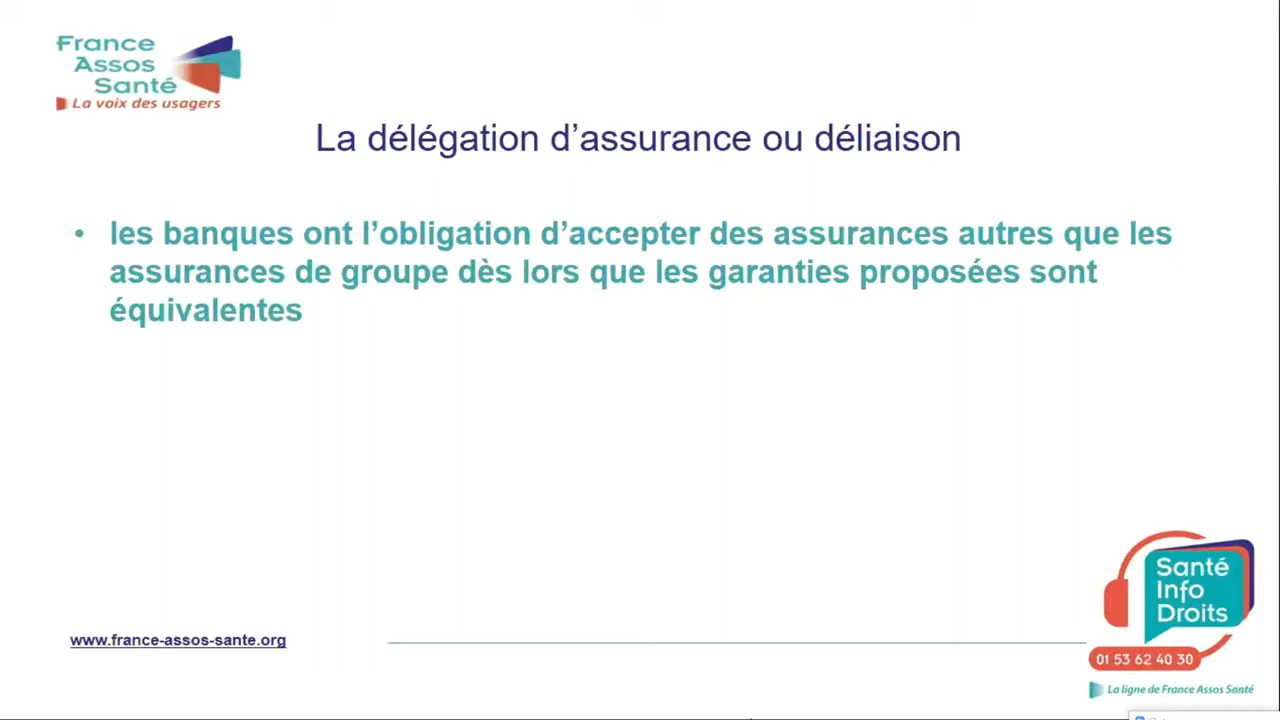 France
Assos
Santé
La voix des usagers
La délégation d’assurance ou déliaison
• les banques ont l’obligation d’accepter des assurances autres que les
assurances de groupe dès lors que les garanties proposées sont
équivalentes
Santé
Info
Droits
www.france-assos-sante.org
01 53 62 40 30
La ligne de France Assos Santé